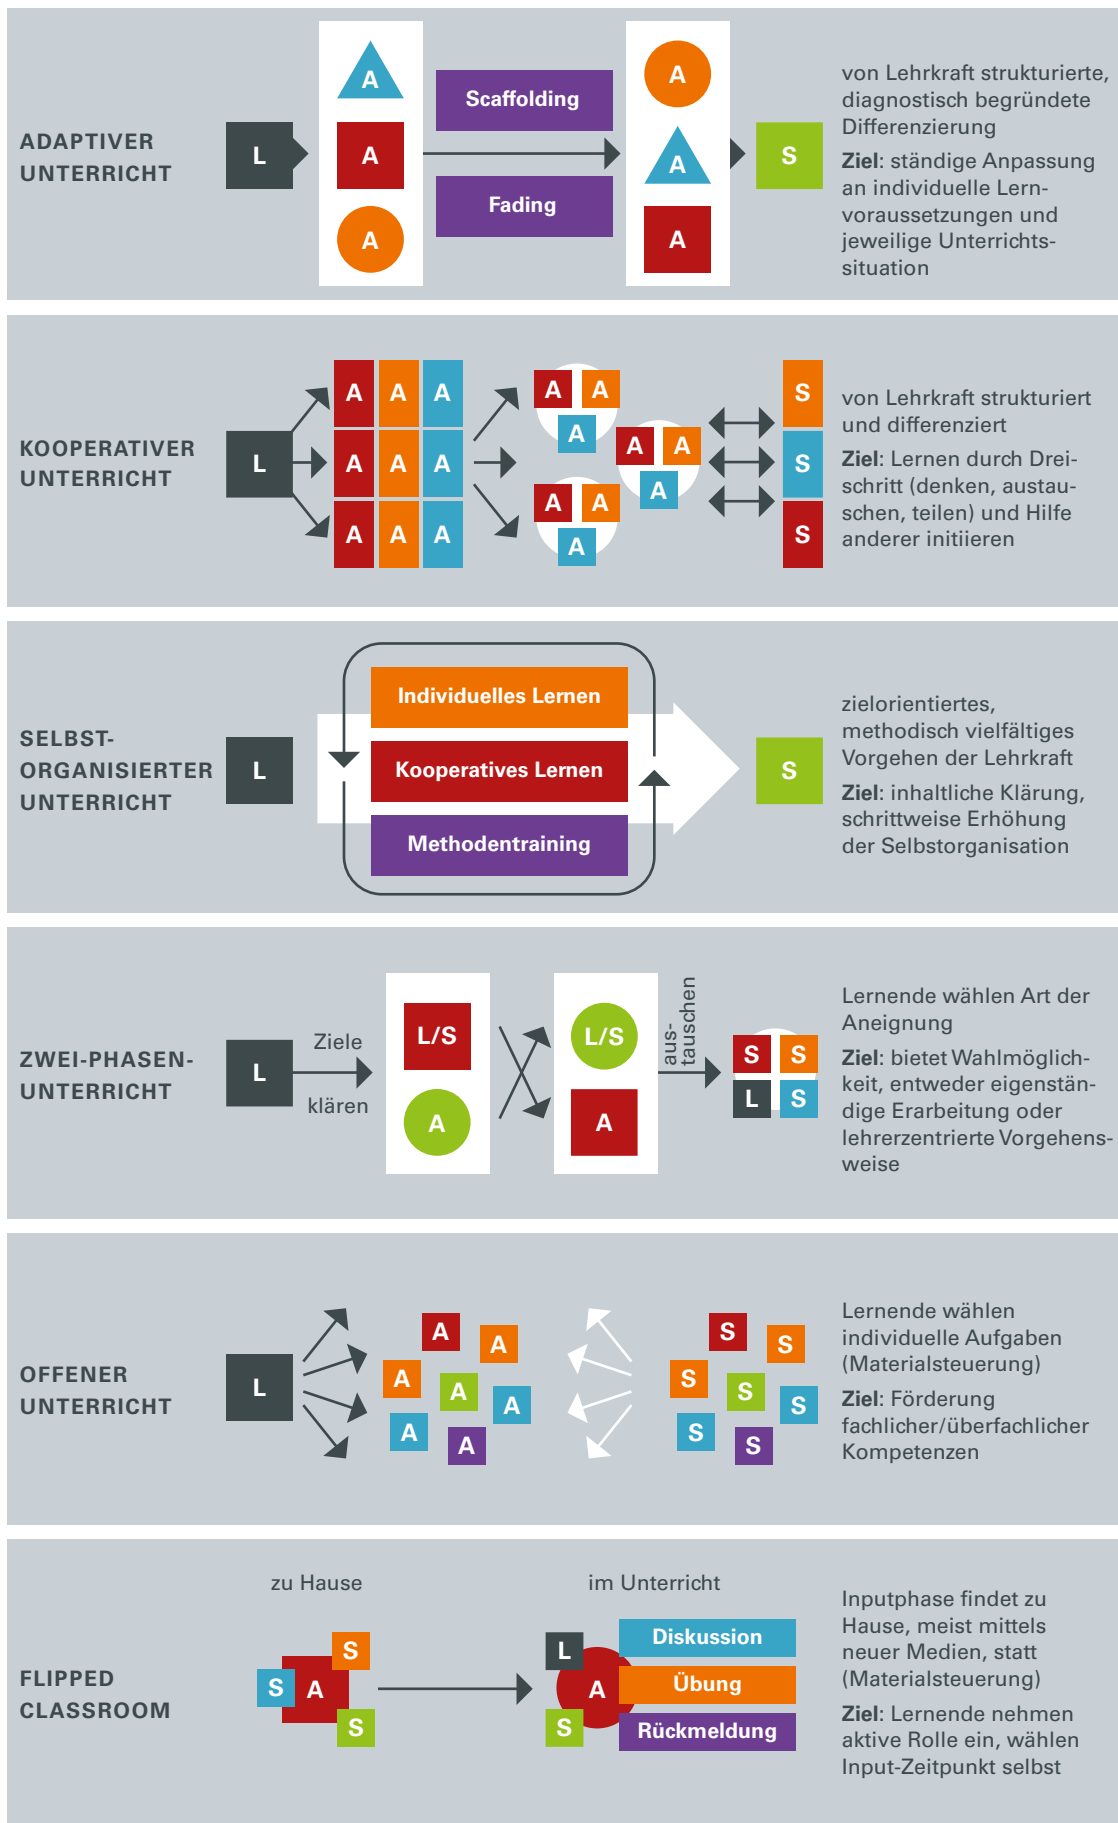 ADAPTIVER
UNTERRICHT
L
A
A
A
Scaffolding
Fading
A
A
A
S
von Lehrkraft strukturierte,
diagnostisch begründete
Differenzierung
Ziel: ständige Anpassung
an individuelle Lern-
voraussetzungen und
jeweilige Unterrichts-
situation
KOOPERATIVER
UNTERRICHT
L
A A A
A A A
A A A
A A
A
A A
A
A A
A
S
S
S
von Lehrkraft strukturiert
und differenziert
Ziel: Lernen durch Drei-
schritt (denken, austau-
schen, teilen) und Hilfe
anderer initiieren
SELBST-
ORGANISIERTER
UNTERRICHT
L
Individuelles Lernen
Kooperatives Lernen
Methodentraining
S
zielorientiertes,
methodisch vielfältiges
Vorgehen der Lehrkraft
Ziel: inhaltliche Klärung,
schrittweise Erhöhung
der Selbstorganisation
ZWEI-PHASEN-
UNTERRICHT
L
Ziele
klären
L/S
A
L/S
A
aus-
tauschen
S S
L S
Lernende wählen Art der
Aneignung
Ziel: bietet Wahlmöglich-
keit, entweder eigenstän-
dige Erarbeitung oder
lehrerzentrierte Vorgehens-
weise
OFFENER
UNTERRICHT
L
A
A
A
A
A
A
A
S
S
S
S
S
S
S
Lernende wählen
individuelle Aufgaben
(Materialsteuerung)
Ziel: Förderung
fachlicher/überfachlicher
Kompetenzen
FLIPPED
CLASSROOM
zu Hause
S
S A
S
im Unterricht
L
A
S
Diskussion
Übung
Rückmeldung
Inputphase findet zu
Hause, meist mittels
neuer Medien, statt
(Materialsteuerung)
Ziel: Lernende nehmen
aktive Rolle ein, wählen
Input-Zeitpunkt selbst